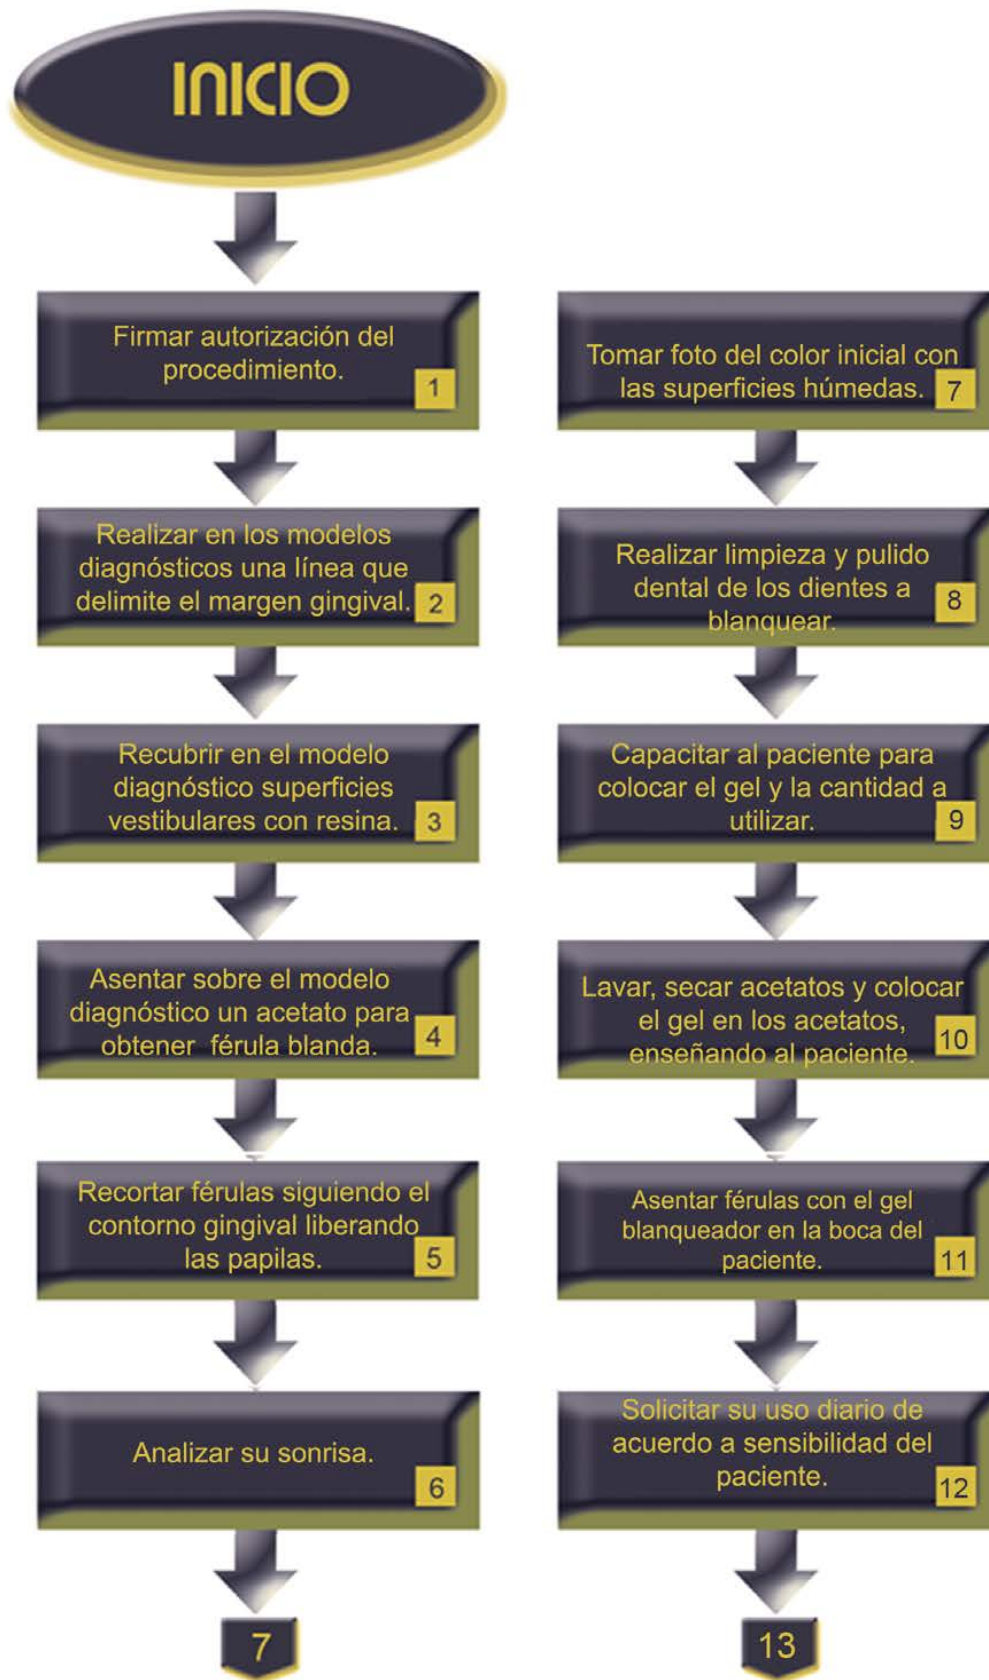 INICIO
Firmar autorización del
procedimiento.
1
Realizar en los modelos
diagnósticos una línea que
delimite el margen gingival.
2
Recubrir en el modelo
diagnóstico superficies
vestibulares con resina.
3
Asentar sobre el modelo
diagnóstico un acetato para
obtener férula blanda.
4
Recortar férulas siguiendo el
contorno gingival liberando
las papilas.
5
Analizar su sonrisa.
6
7
Tomar foto del color inicial con
las superficies húmedas.
7
Realizar limpieza y pulido
dental de los dientes a
blanquear.
8
Capacitar al paciente para
colocar el gel y la cantidad a
utilizar.
9
Lavar, secar acetatos y colocar
el gel en los acetatos,
enseñando al paciente.
10
Asentar férulas con el gel
blanqueador en la boca del
paciente.
11
Solicitar su uso diario de
acuerdo a sensibilidad del
paciente.
12
13